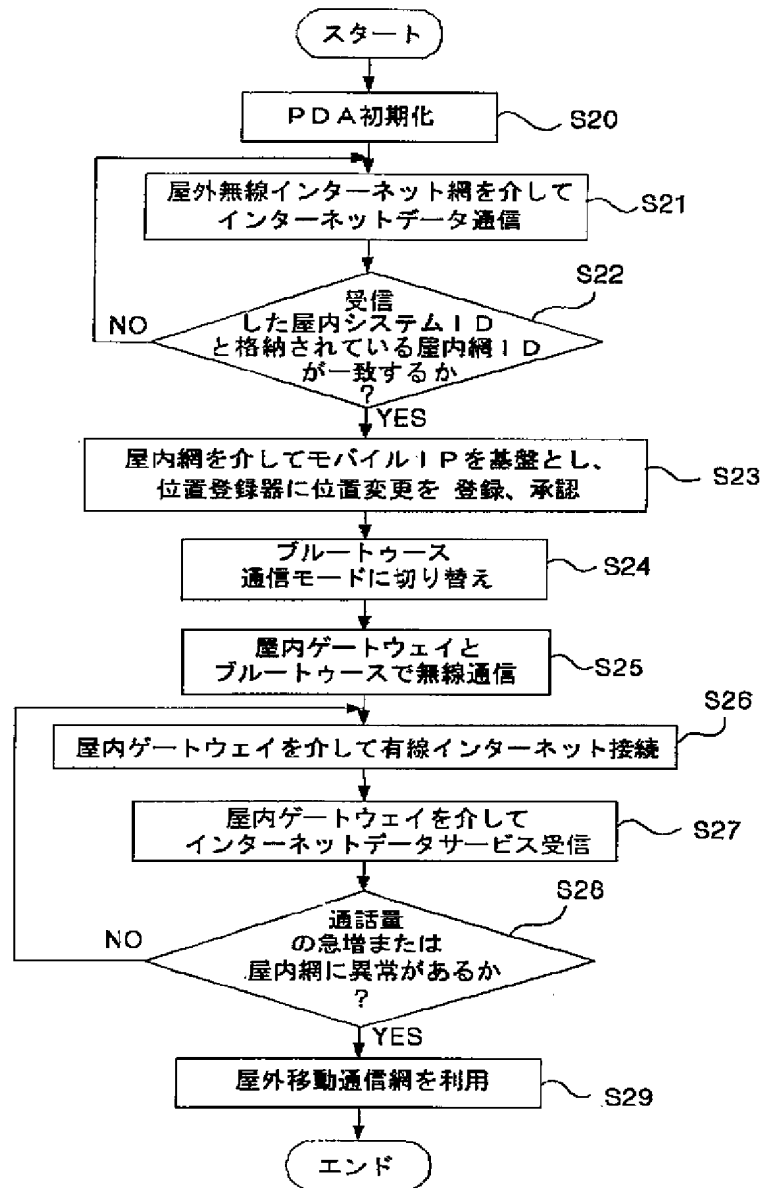 スタート
PDA初期化
S20
屋外無線インターネット網を介して
インターネットデータ通信
S21
受信
した屋内システムID
と格納されている屋内網ID
が一致するか
?
S22
NO
YES
屋内網を介してモバイルIPを基盤とし、
位置登録器に位置変更を 登録、承認
S23
ブルートゥース
通信モードに切り替え
S24
屋内ゲートウェイと
ブルートゥースで無線通信
S25
屋内ゲートウェイを介して有線インターネット接続
S26
屋内ゲートウェイを介して
インターネットデータサービス受信
S27
通話量
の急増または
屋内網に異常があるか
?
S28
NO
YES
屋外移動通信網を利用
S29
エンド